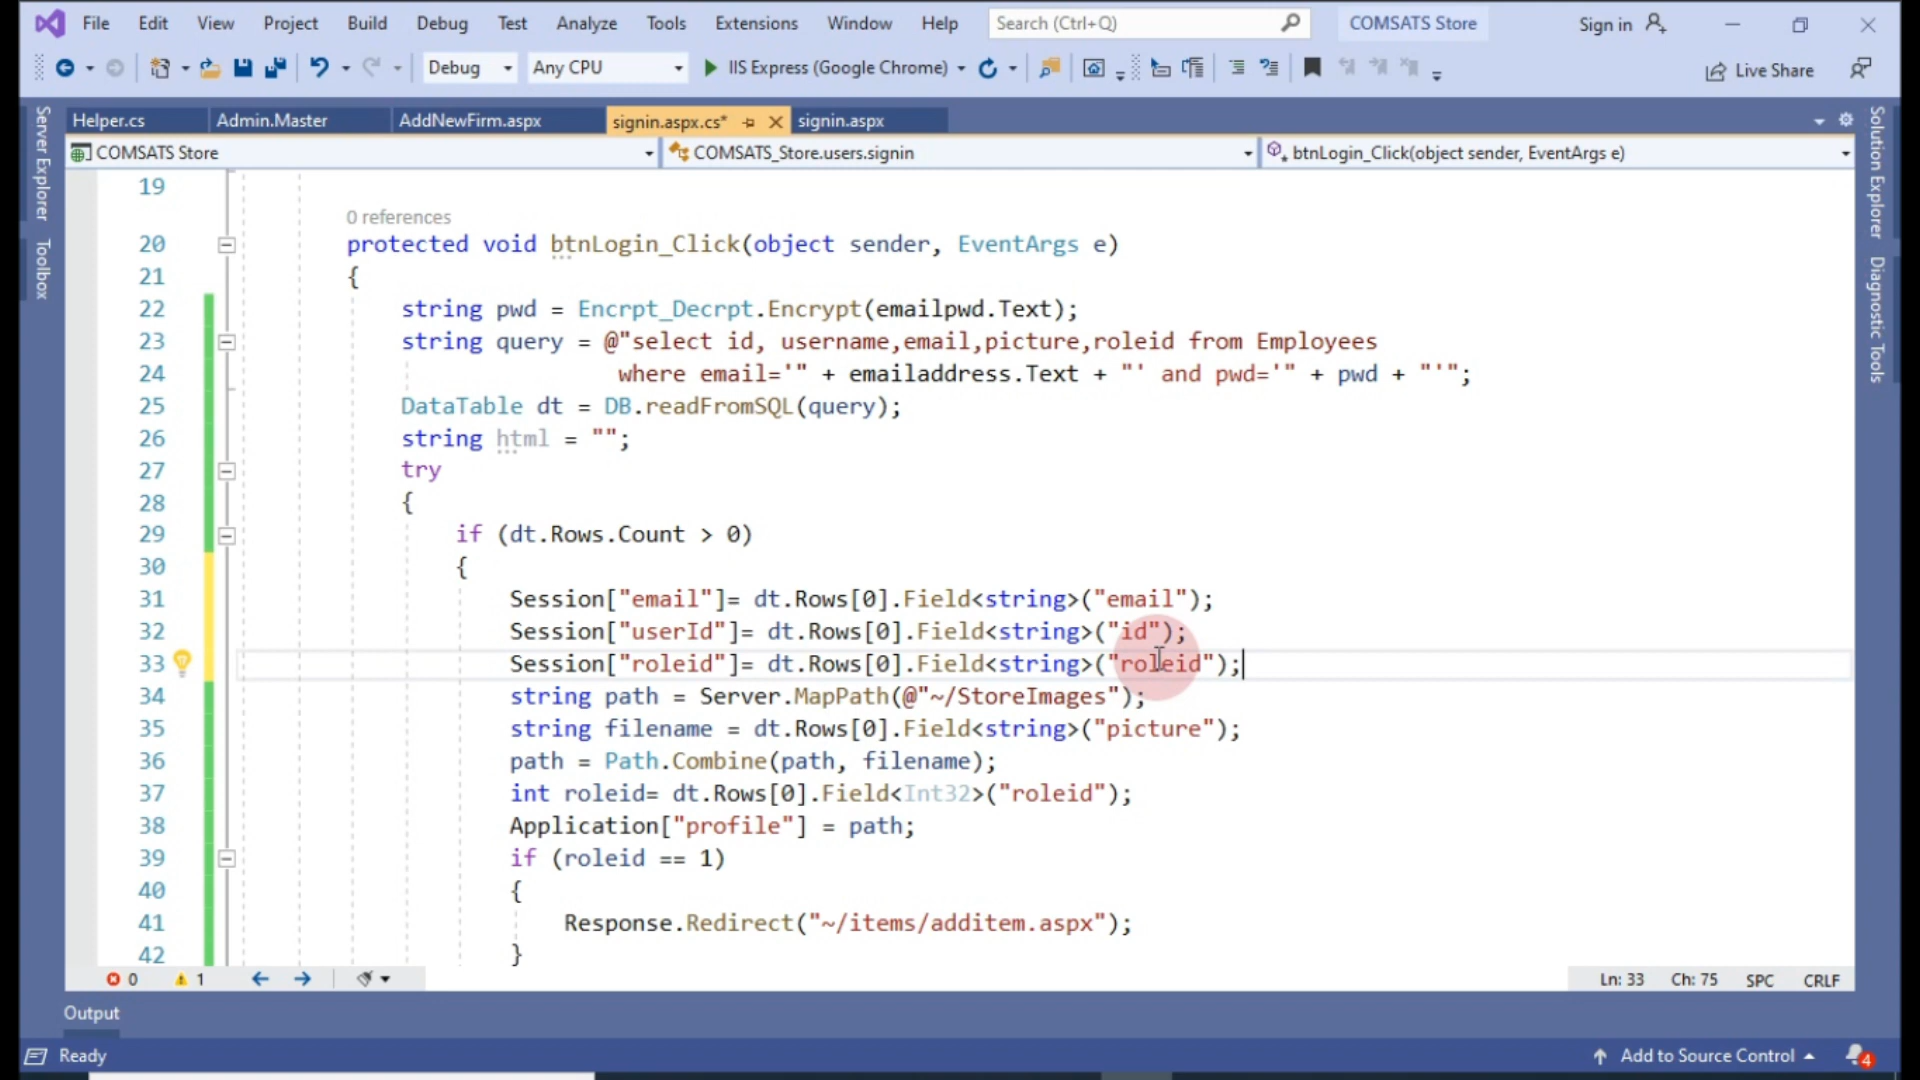 File Edit View Project Build Debug Test Analyze Tools Extensions Window Help Search (Ctrl+Q) COMSATS Store Sign in
Debug Any CPU IIS Express (Google Chrome) Live Share
Server Explorer
Toolbox
Helper.cs Admin.Master AddNewFirm.aspx signin.aspx.cs* signin.aspx
COMSATS Store COMSATS_Store.users.signin btnLogin_Click(object sender, EventArgs e)
19
0 references
20 protected void btnLogin_Click(object sender, EventArgs e)
21 {
22 string pwd = Encrpt_Decrpt.Encrypt(emailpwd.Text);
23 string query = @"select id, username,email,picture,roleid from Employees
24 where email='" + emailaddress.Text + "' and pwd='" + pwd + "'";
25 DataTable dt = DB.readFromSQL(query);
26 string html = "";
27 try
28 {
29 if (dt.Rows.Count > 0)
30 {
31 Session["email"]= dt.Rows[0].Field<string>("email");
32 Session["userId"]= dt.Rows[0].Field<string>("id");
33 Session["roleid"]= dt.Rows[0].Field<string>("roleid");
34 string path = Server.MapPath(@"~/StoreImages");
35 string filename = dt.Rows[0].Field<string>("picture");
36 path = Path.Combine(path, filename);
37 int roleid= dt.Rows[0].Field<Int32>("roleid");
38 Application["profile"] = path;
39 if (roleid == 1)
40 {
41 Response.Redirect("~/items/additem.aspx");
42 }
Solution Explorer
Diagnostic Tools
0 1 Ln: 33 Ch: 75 SPC CRLF
Output
Ready Add to Source Control 4